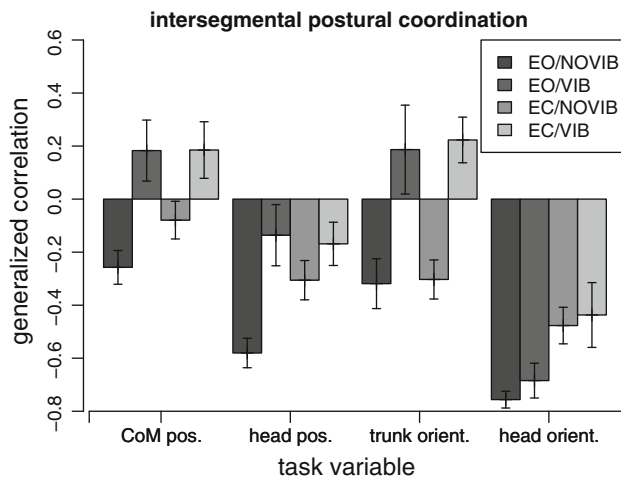 intersegmental postural coordination
EO/NOVIB
EO/VIB
EC/NOVIB
EC/VIB
generalized correlation
0.6
0.4
0.2
0.0
−0.2
−0.4
−0.6
−0.8
CoM pos.
head pos.
trunk orient.
head orient.
task variable